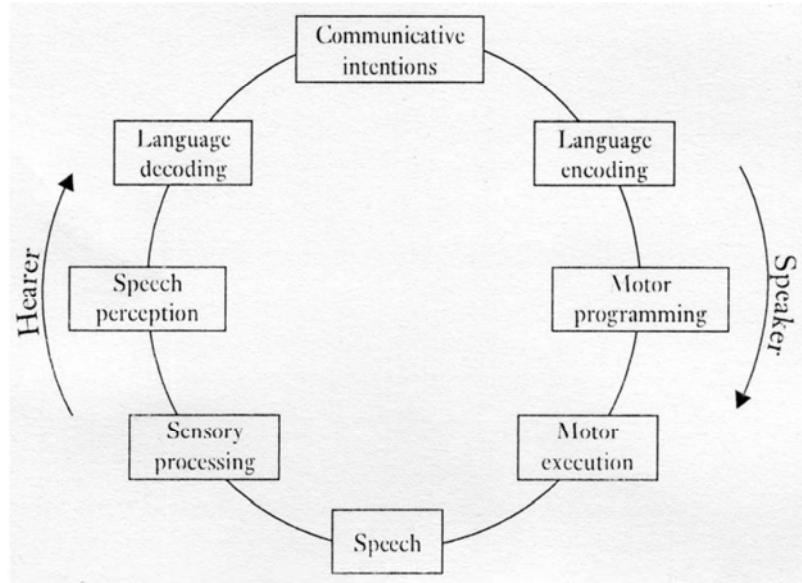 Communicative
intentions
Language
decoding
Language
encoding
Hearer
Speech
perception
Motor
programming
Speaker
Sensory
processing
Motor
execution
Speech